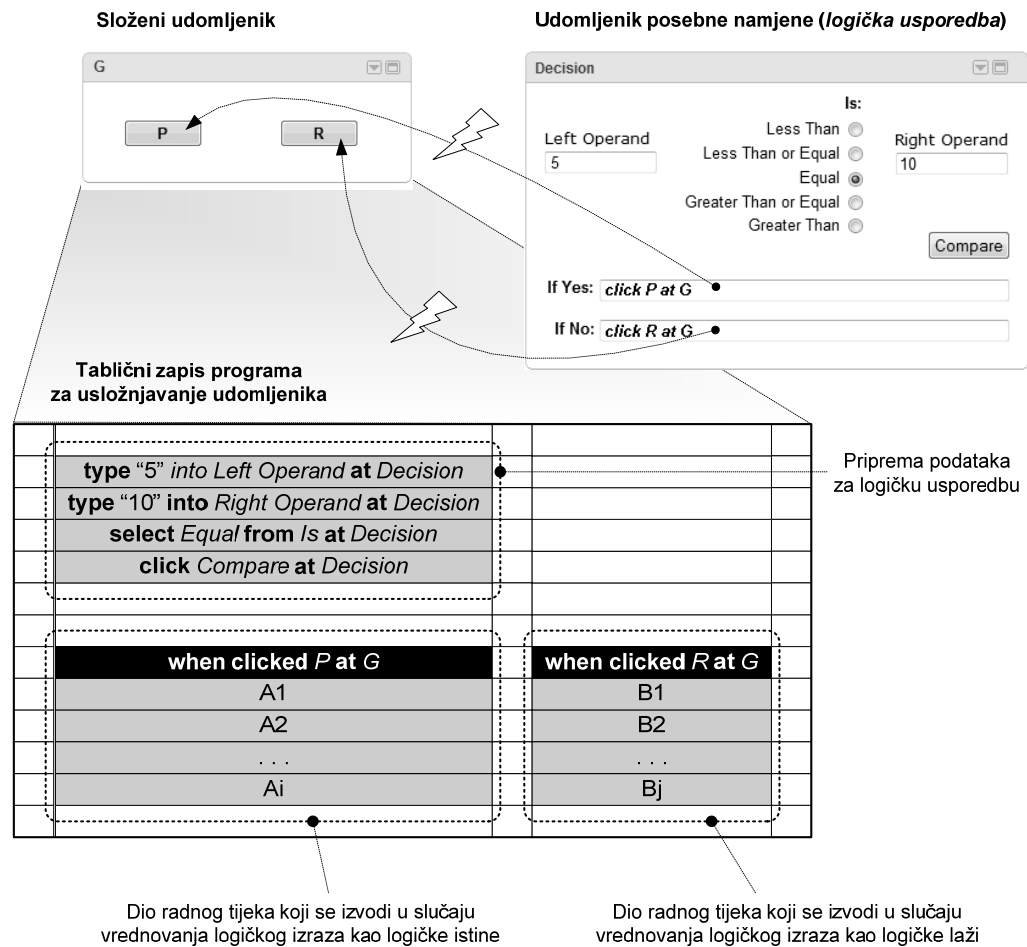 Složeni udomljenik
Udomljenik posebne namjene (logička usporedba)
G
P
R
Decision
Is:
Left Operand
5
Less Than
Less Than or Equal
Equal
Greater Than or Equal
Greater Than
Right Operand
10
Compare
If Yes: click P at G
If No: click R at G
Tablični zapis programa
za usložnjavanje udomljenika
type “5” into Left Operand at Decision
type “10” into Right Operand at Decision
select Equal from Is at Decision
click Compare at Decision
Priprema podataka
za logičku usporedbu
when clicked P at G
A1
A2
. . .
Ai
when clicked R at G
B1
B2
. . .
Bj
Dio radnog tijeka koji se izvodi u slučaju
vrednovanja logičkog izraza kao logičke istine
Dio radnog tijeka koji se izvodi u slučaju
vrednovanja logičkog izraza kao logičke laži